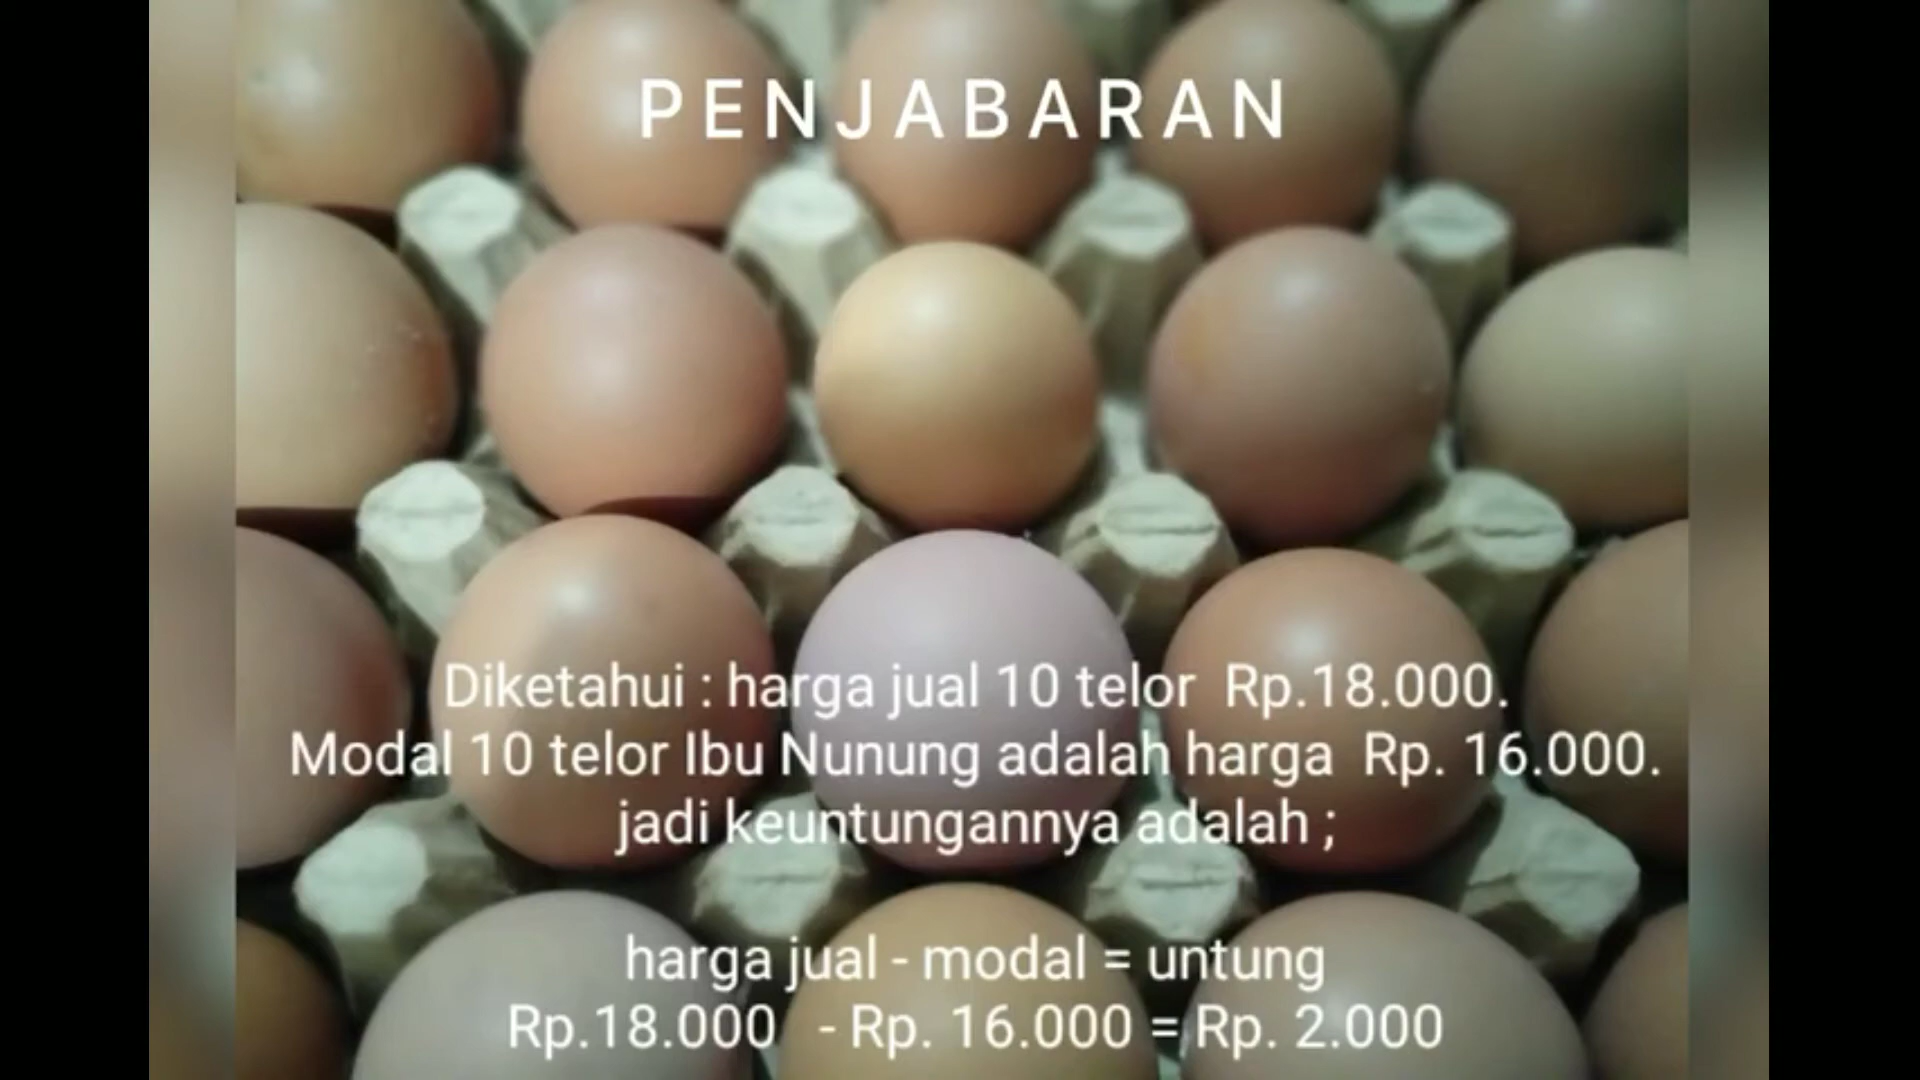 PENJABARAN
Diketahui : harga jual 10 telor Rp.18.000.
Modal 10 telor Ibu Nunung adalah harga Rp. 16.000.
jadi keuntungannya adalah ;
harga jual - modal = untung
Rp.18.000 - Rp. 16.000 = Rp. 2.000